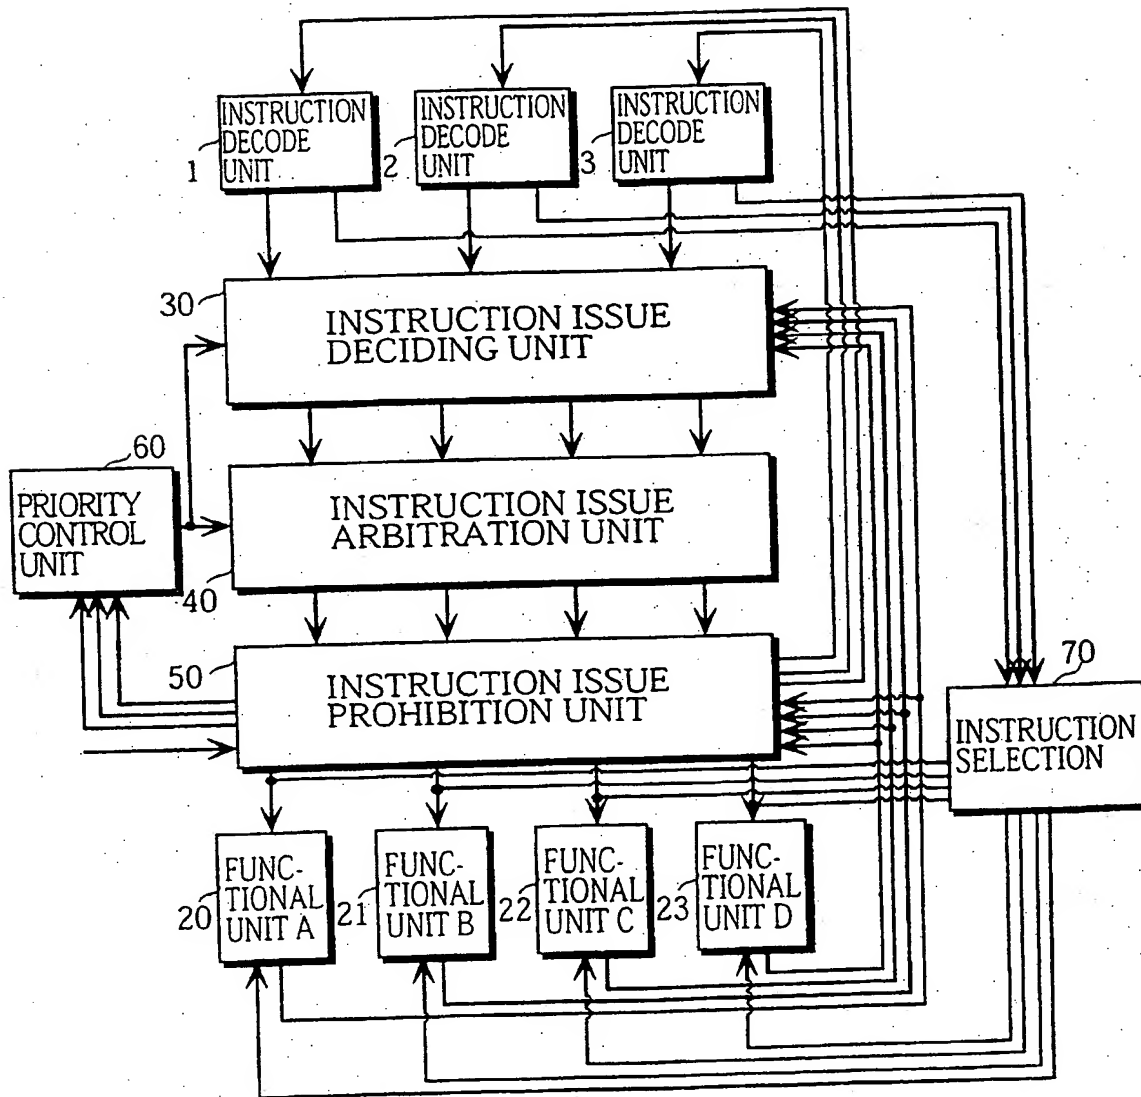 INSTRUCTION
DECODE
UNIT
1
INSTRUCTION
DECODE
UNIT
2
INSTRUCTION
DECODE
UNIT
3
30
INSTRUCTION ISSUE
DECIDING UNIT
60
PRIORITY
CONTROL
UNIT
INSTRUCTION ISSUE
ARBITRATION UNIT
40
50
INSTRUCTION ISSUE
PROHIBITION UNIT
70
INSTRUCTION
SELECTION
FUNC-
TIONAL
UNIT A
20
FUNC-
TIONAL
UNIT B
21
FUNC-
TIONAL
UNIT C
22
FUNC-
TIONAL
UNIT D
23